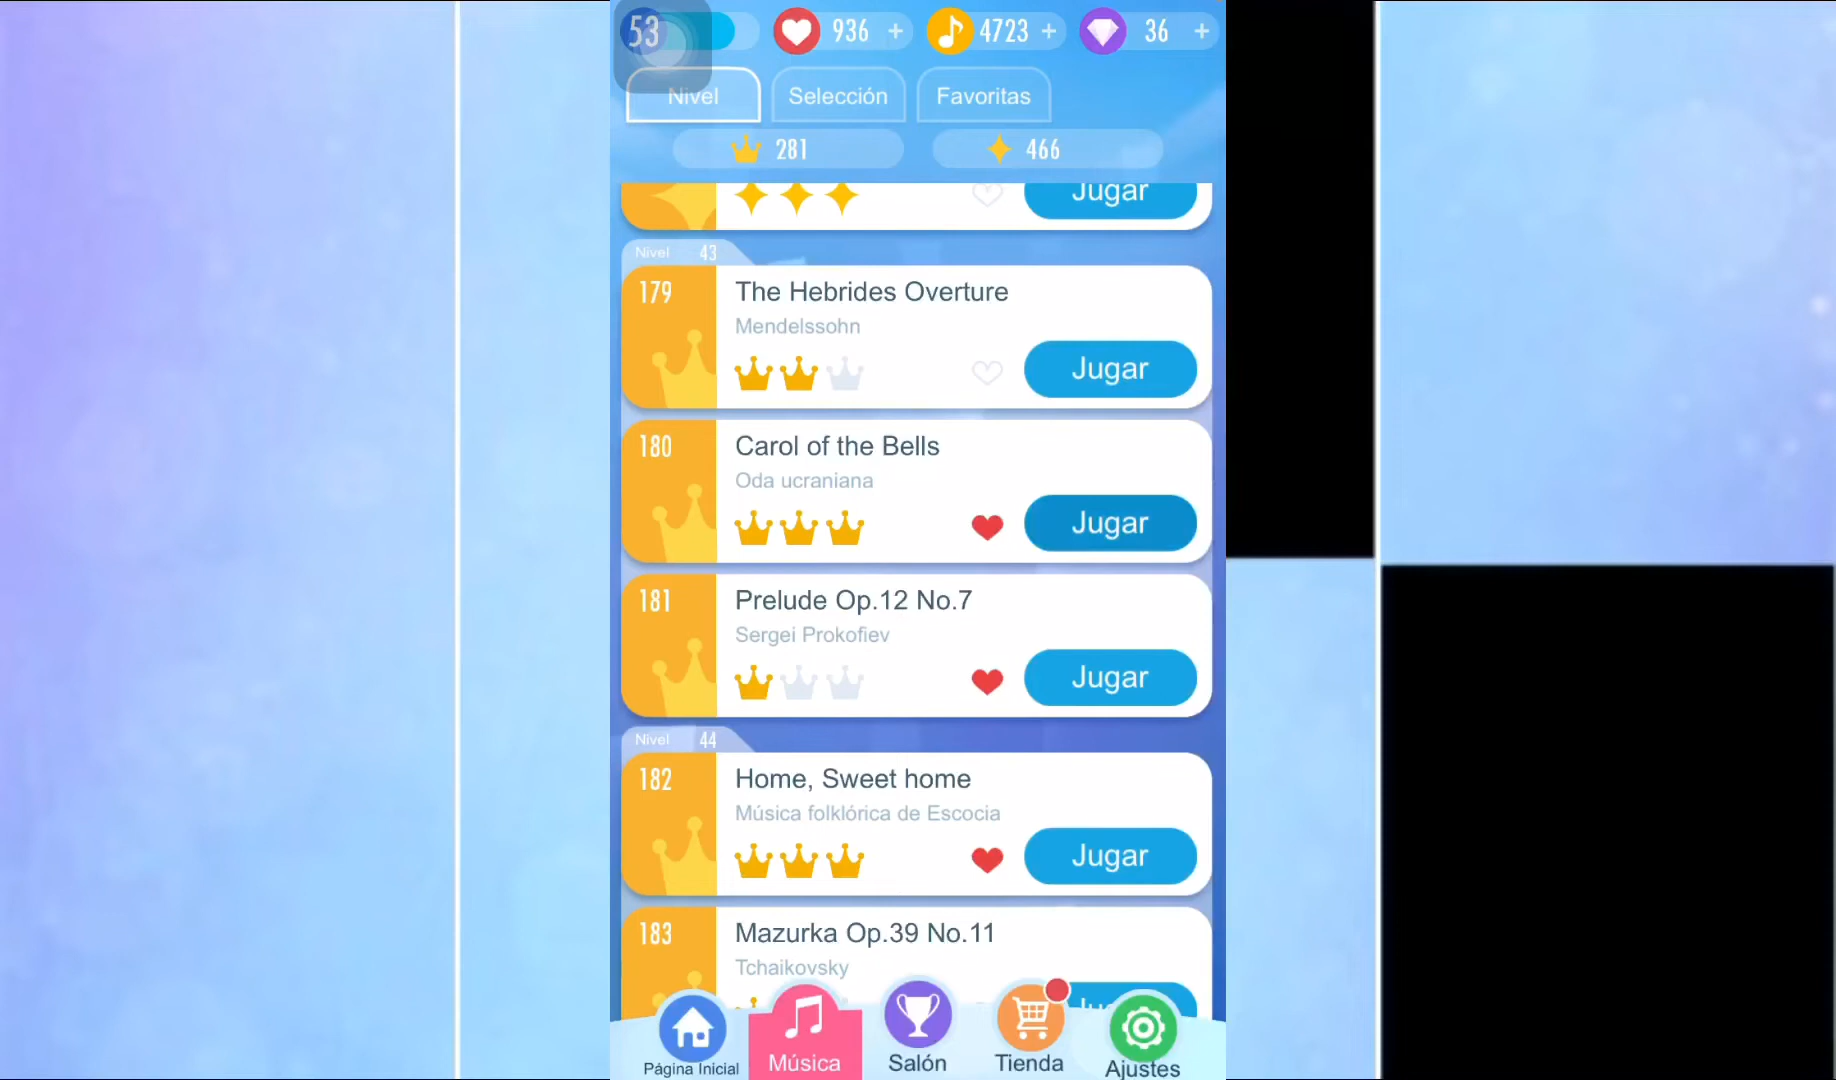 53 936 + 4723 + 36 +
Nivel Selección Favoritas
281 466
Jugar
Nivel 43
179 The Hebrides Overture
Mendelssohn
Jugar
180 Carol of the Bells
Oda ucraniana
Jugar
181 Prelude Op.12 No.7
Sergei Prokofiev
Jugar
Nivel 44
182 Home, Sweet home
Música folklórica de Escocia
Jugar
183 Mazurka Op.39 No.11
Tchaikovsky
Página Inicial Música Salón Tienda Ajustes